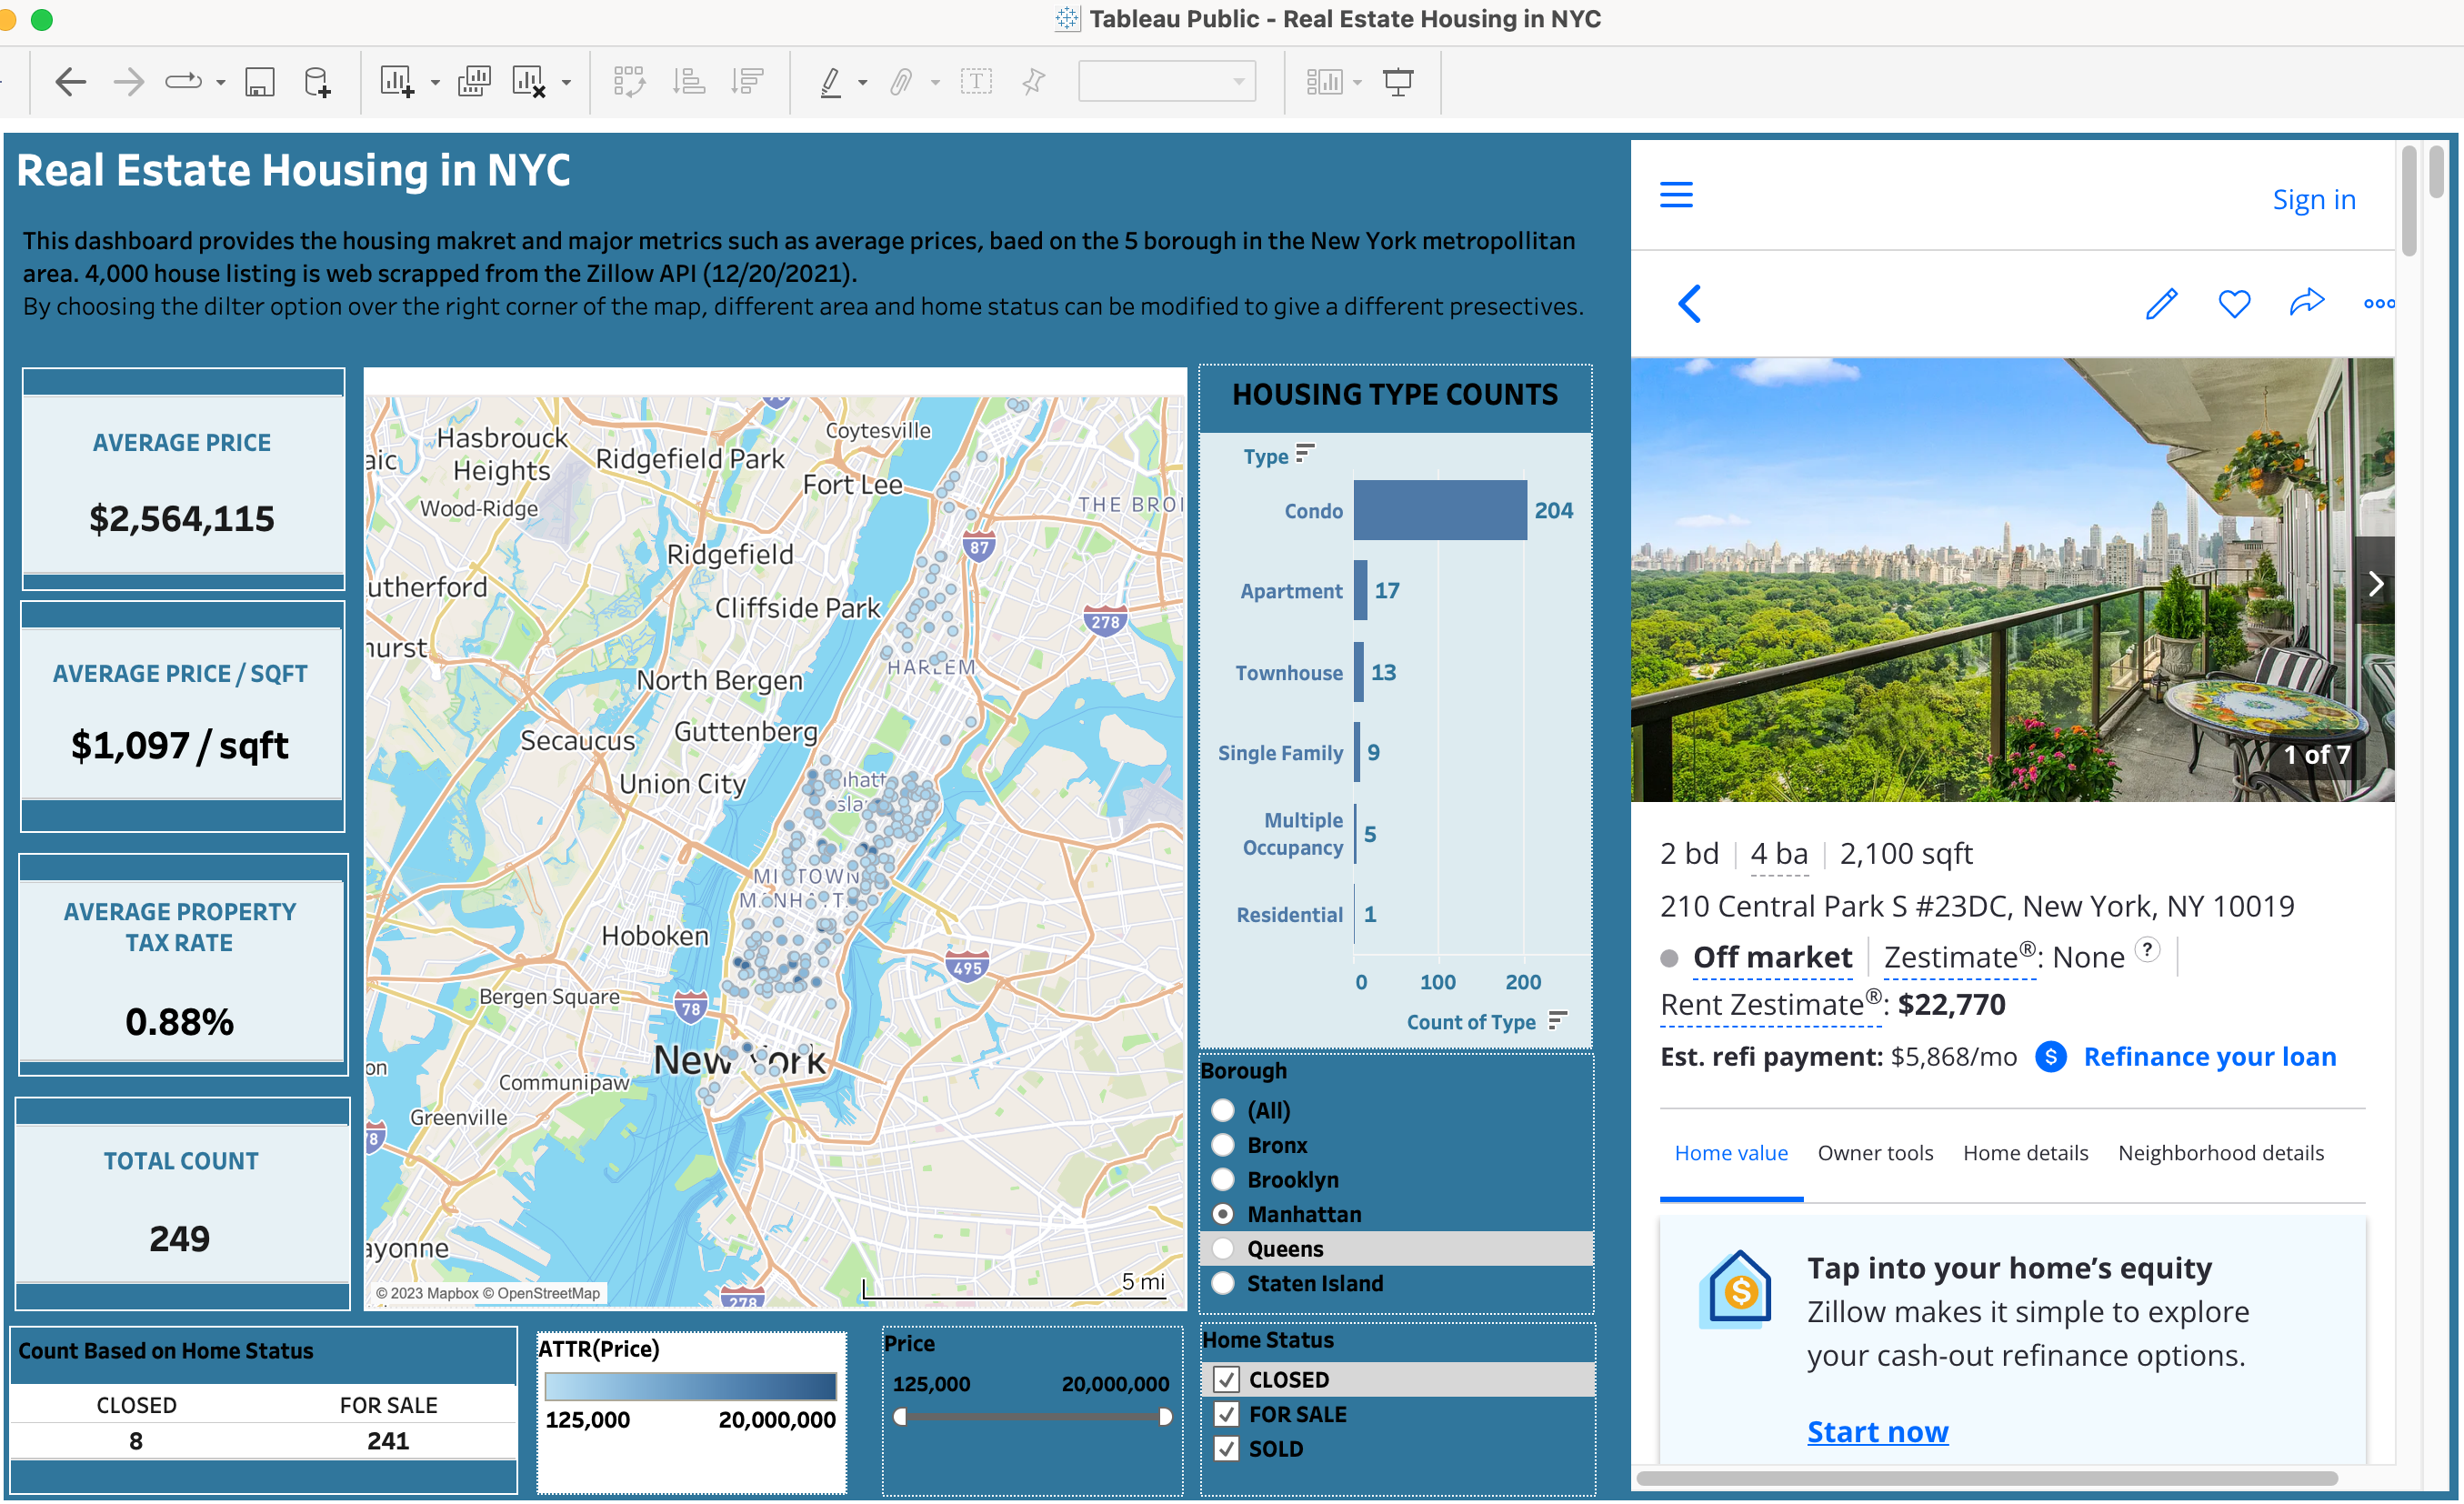 Tableau Public - Real Estate Housing in NYC
Real Estate Housing in NYC
This dashboard provides the housing makret and major metrics such as average prices, baed on the 5 borough in the New York metropollitan
area. 4,000 house listing is web scrapped from the Zillow API (12/20/2021).
By choosing the dilter option over the right corner of the map, different area and home status can be modified to give a different presectives.
AVERAGE PRICE
$2,564,115
AVERAGE PRICE / SQFT
$1,097 / sqft
AVERAGE PROPERTY
TAX RATE
0.88%
TOTAL COUNT
249
Hasbrouck
Heights
Coytesville
aic
Ridgefield Park
Fort Lee
Wood-Ridge
THE BRO
87
Ridgefield
utherford
Cliffside Park
278
hurst
HARLEM
North Bergen
Guttenberg
Secaucus
Union City
MIDTOWN
Hoboken
495
Bergen Square
78
New York
on
Communipaw
Greenville
78
ayonne
278
5 mi
© 2023 Mapbox © OpenStreetMap
HOUSING TYPE COUNTS
Type
Condo 204
Apartment 17
Townhouse 13
Single Family 9
Multiple
Occupancy 5
Residential 1
0 100 200
Count of Type
Borough
(All)
Bronx
Brooklyn
Manhattan
Queens
Staten Island
Count Based on Home Status
CLOSED FOR SALE
8 241
ATTR(Price)
125,000 20,000,000
Price
125,000 20,000,000
Home Status
CLOSED
FOR SALE
SOLD
Sign in
1 of 7
2 bd 4 ba 2,100 sqft
210 Central Park S #23DC, New York, NY 10019
Off market Zestimate®: None ?
Rent Zestimate®: $22,770
Est. refi payment: $5,868/mo $ Refinance your loan
Home value Owner tools Home details Neighborhood details
$
Tap into your home’s equity
Zillow makes it simple to explore
your cash-out refinance options.
Start now